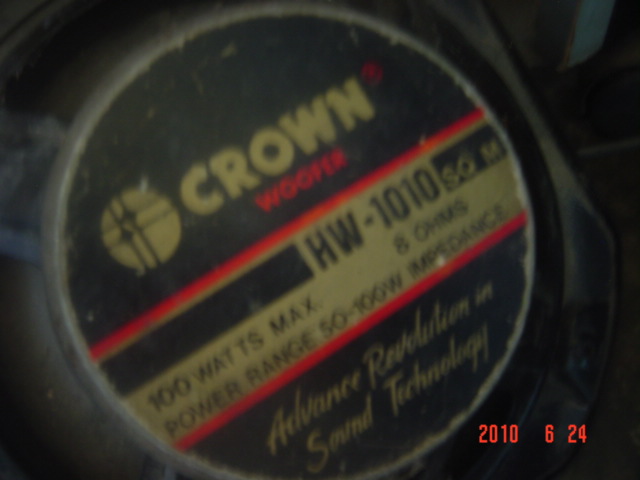 CROWN®
WOOFER
HW-1010 SQ M
8 OHMS
100 WATTS MAX
POWER RANGE 50-100W IMPEDANCE
Advance Revolution in
Sound Technology
2010 6 24